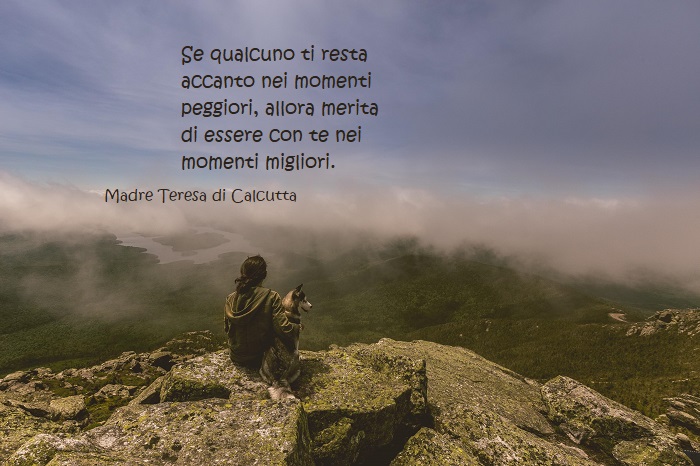 Se qualcuno ti resta
accanto nei momenti
peggiori, allora merita
di essere con te nei
momenti migliori.
Madre Teresa di Calcutta